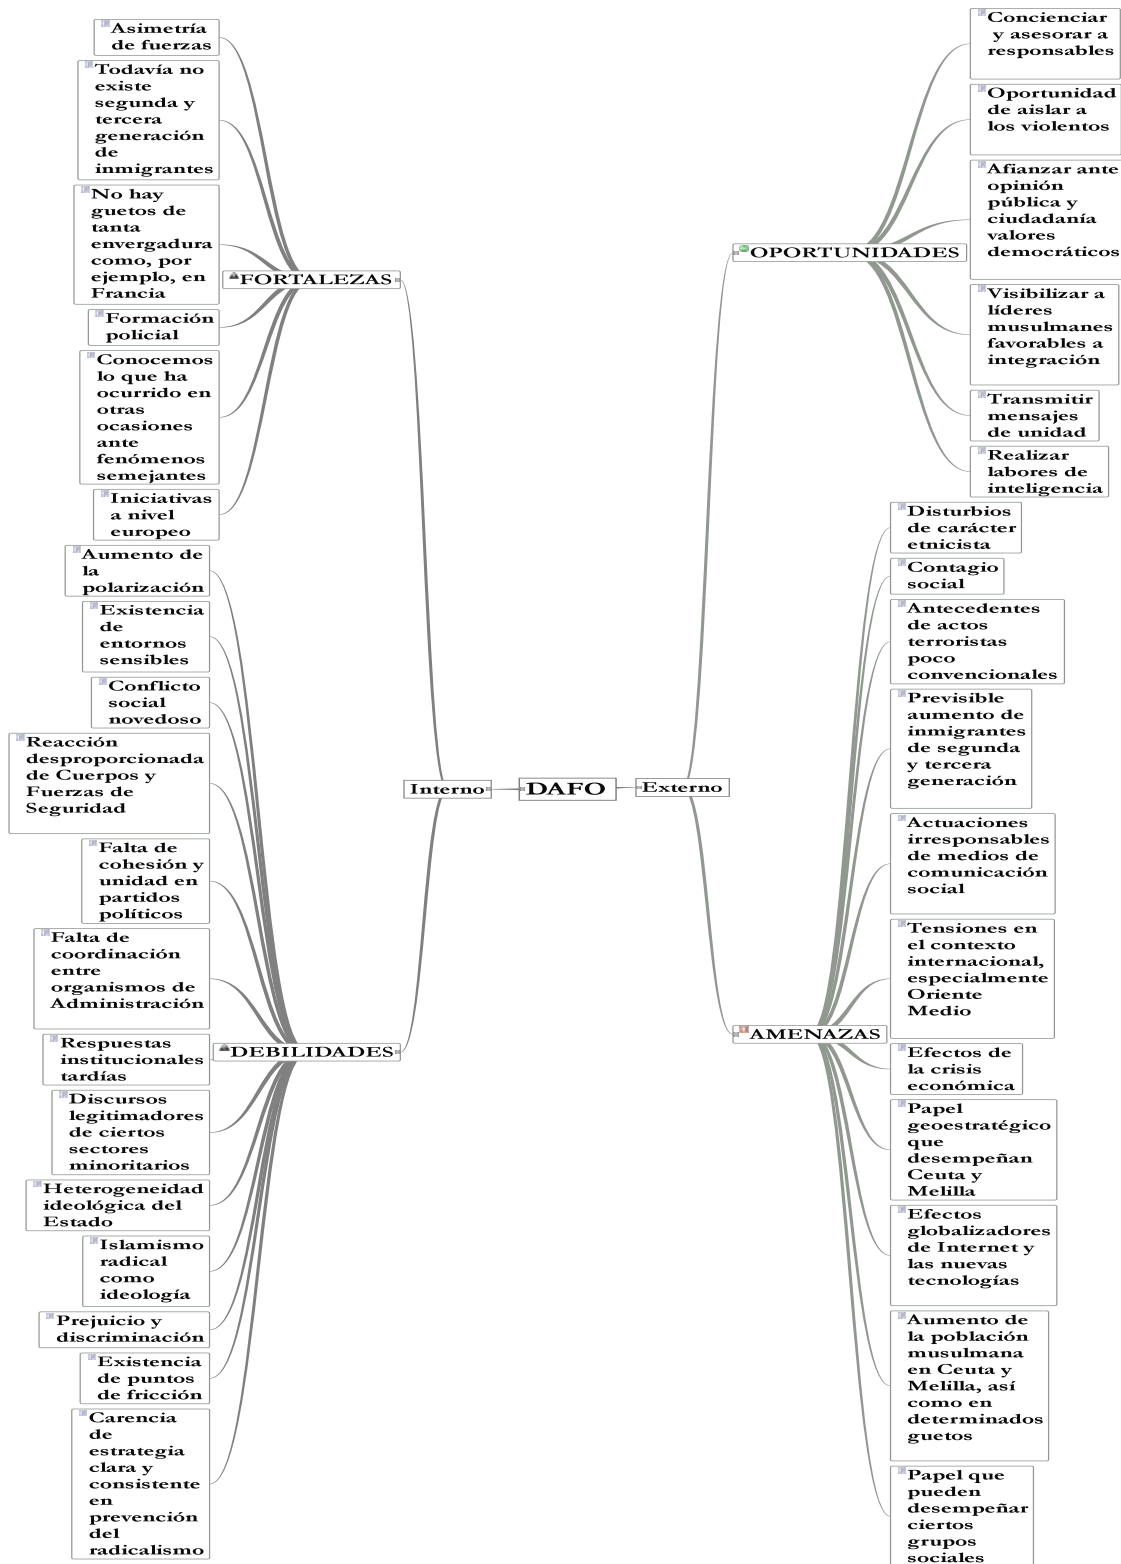 Asimetría
de fuerzas
Todavía no
existe
segunda y
tercera
generación
de
inmigrantes
No hay
guetos de
tanta
envergadura
como, por
ejemplo, en
Francia
Formación
policial
Conocemos
lo que ha
ocurrido en
otras
ocasiones
ante
fenómenos
semejantes
Iniciativas
a nivel
europeo
FORTALEZAS
Aumento de
la
polarización
Existencia
de
entornos
sensibles
Conflicto
social
novedoso
Reacción
desproporcionada
de Cuerpos y
Fuerzas de
Seguridad
Falta de
cohesión y
unidad en
partidos
políticos
Falta de
coordinación
entre
organismos de
Administración
Respuestas
institucionales
tardías
Discursos
legitimadores
de ciertos
sectores
minoritarios
Heterogeneidad
ideológica del
Estado
Islamismo
radical
como
ideología
Prejuicio y
discriminación
Existencia
de puntos
de fricción
Carencia
de
estrategia
clara y
consistente
en
prevención
del
radicalismo
DEBILIDADES
Interno
DAFO
Externo
OPORTUNIDADES
Concienciar
y asesorar a
responsables
Oportunidad
de aislar a
los violentos
Afianzar ante
opinión
pública y
ciudadanía
valores
democráticos
Visibilizar a
líderes
musulmanes
favorables a
integración
Transmitir
mensajes
de unidad
Realizar
labores de
inteligencia
AMENAZAS
Disturbios
de carácter
etnicista
Contagio
social
Antecedentes
de actos
terroristas
poco
convencionales
Previsible
aumento de
inmigrantes
de segunda
y tercera
generación
Actuaciones
irresponsables
de medios de
comunicación
social
Tensiones en
el contexto
internacional,
especialmente
Oriente
Medio
Efectos de
la crisis
económica
Papel
geoestratégico
que
desempeñan
Ceuta y
Melilla
Efectos
globalizadores
de Internet y
las nuevas
tecnologías
Aumento de
la población
musulmana
en Ceuta y
Melilla, así
como en
determinados
guetos
Papel que
pueden
desempeñar
ciertos
grupos
sociales